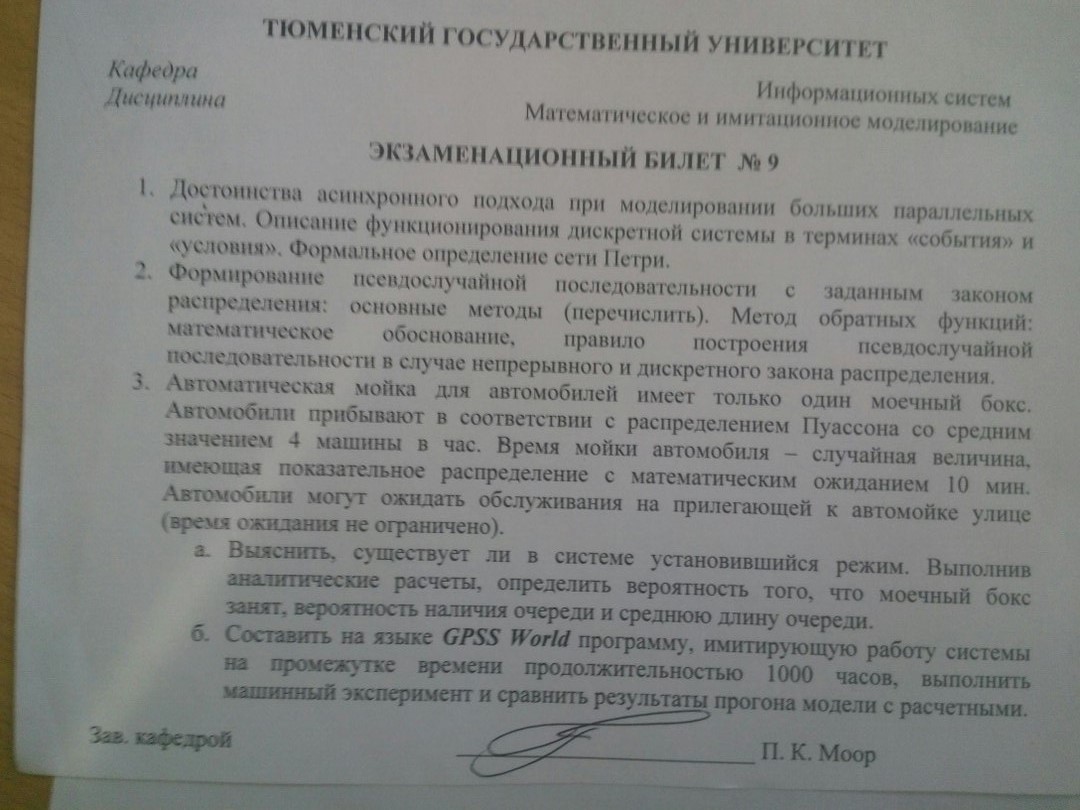 ТЮМЕНСКИЙ ГОСУДАРСТВЕННЫЙ УНИВЕРСИТЕТ
Кафедра
Информационных систем
Дисциплина
Математическое и имитационное моделирование
ЭКЗАМЕНАЦИОННЫЙ БИЛЕТ № 9
1. Достоинства асинхронного подхода при моделировании больших параллельных
систем. Описание функционирования дискретной системы в терминах «события» и
«условия». Формальное определение сети Петри.
2. Формирование псевдослучайной последовательности с заданным законом
распределения: основные методы (перечислить). Метод обратных функций:
математическое обоснование, правило построения псевдослучайной
последовательности в случае непрерывного и дискретного закона распределения.
3. Автоматическая мойка для автомобилей имеет только один моечный бокс.
Автомобили прибывают в соответствии с распределением Пуассона со средним
значением 4 машины в час. Время мойки автомобиля – случайная величина,
имеющая показательное распределение с математическим ожиданием 10 мин.
Автомобили могут ожидать обслуживания на прилегающей к автомойке улице
(время ожидания не ограничено).
а. Выяснить, существует ли в системе установившийся режим. Выполнив
аналитические расчеты, определить вероятность того, что моечный бокс
занят, вероятность наличия очереди и среднюю длину очереди.
б. Составить на языке GPSS World программу, имитирующую работу системы
на промежутке времени продолжительностью 1000 часов, выполнить
машинный эксперимент и сравнить результаты прогона модели с расчетными.
Зав. кафедрой
П. К. Моор